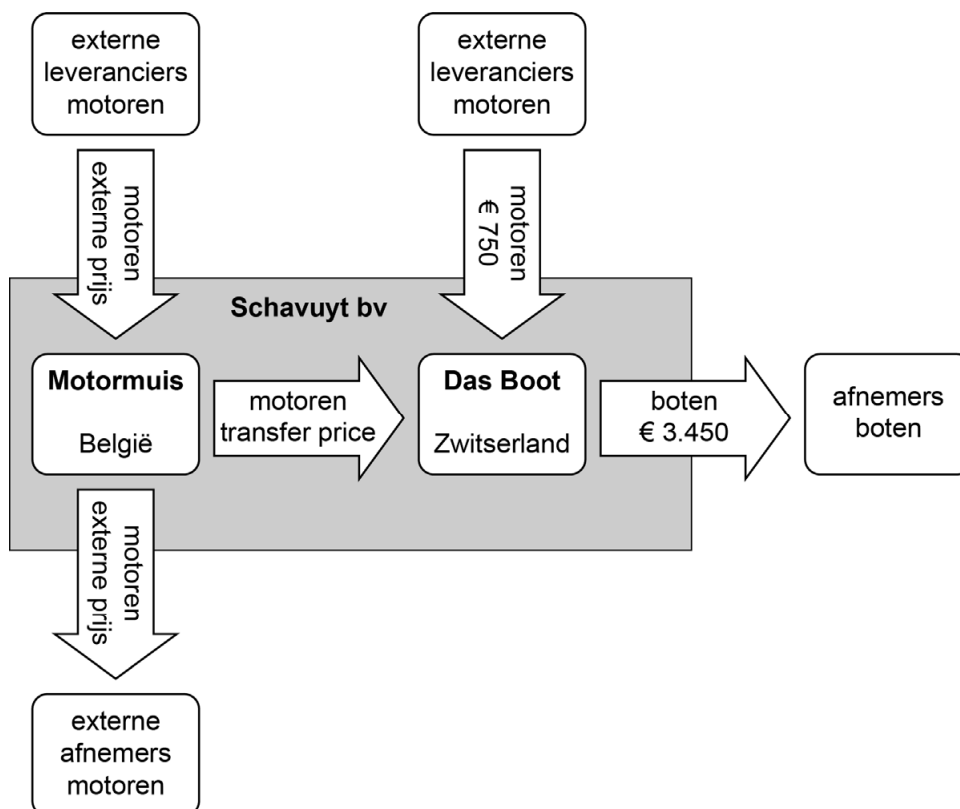 externe
leveranciers
motoren
externe
leveranciers
motoren
motoren
externe prijs
motoren
€ 750
Schavuyt bv
Motormuis
België
motoren
transfer price
Das Boot
Zwitserland
boten
€ 3.450
afnemers
boten
motoren
externe prijs
externe
afnemers
motoren